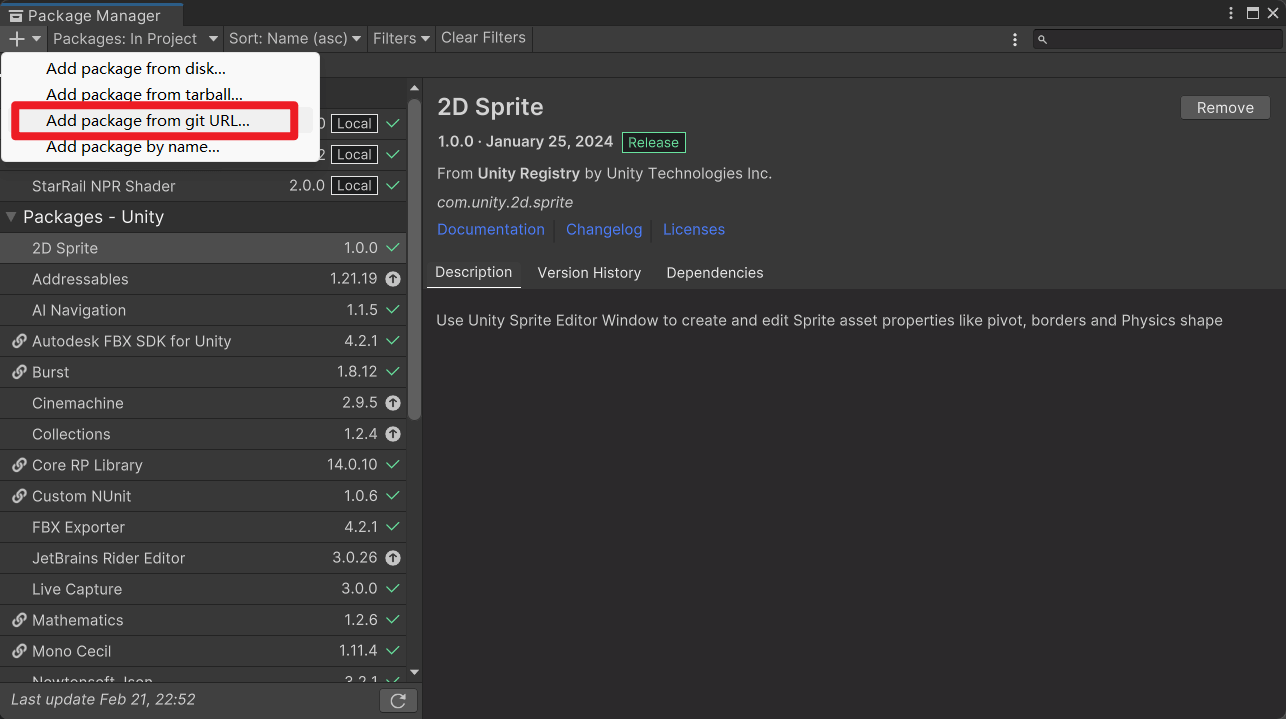 Package Manager
Packages: In Project Sort: Name (asc) Filters Clear Filters
Add package from disk...
Add package from tarball...
Add package from git URL...
Add package by name...
0 Local
2 Local
StarRail NPR Shader 2.0.0 Local
Packages - Unity
2D Sprite 1.0.0
Addressables 1.21.19
AI Navigation 1.1.5
Autodesk FBX SDK for Unity 4.2.1
Burst 1.8.12
Cinemachine 2.9.5
Collections 1.2.4
Core RP Library 14.0.10
Custom NUnit 1.0.6
FBX Exporter 4.2.1
JetBrains Rider Editor 3.0.26
Live Capture 3.0.0
Mathematics 1.2.6
Mono Cecil 1.11.4
Newtonsoft Json 3.2.1
Last update Feb 21, 22:52
2D Sprite
Remove
1.0.0 · January 25, 2024 Release
From Unity Registry by Unity Technologies Inc.
com.unity.2d.sprite
Documentation Changelog Licenses
Description Version History Dependencies
Use Unity Sprite Editor Window to create and edit Sprite asset properties like pivot, borders and Physics shape